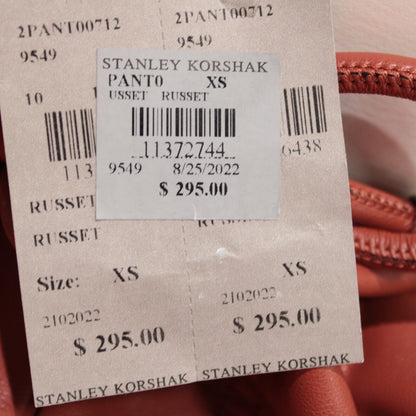 2PANT00712 2PANT00712
9549 9549
10
STANLEY KORSHAK
PANT0 XS
USSET RUSSET
11372744
9549 8/25/2022
$ 295.00
113
6438
RUSSET
RUSSET
Size: XS XS
2102022 2102022
$ 295.00 $ 295.00
STANLEY KORSHAK STANLEY KORSHAK